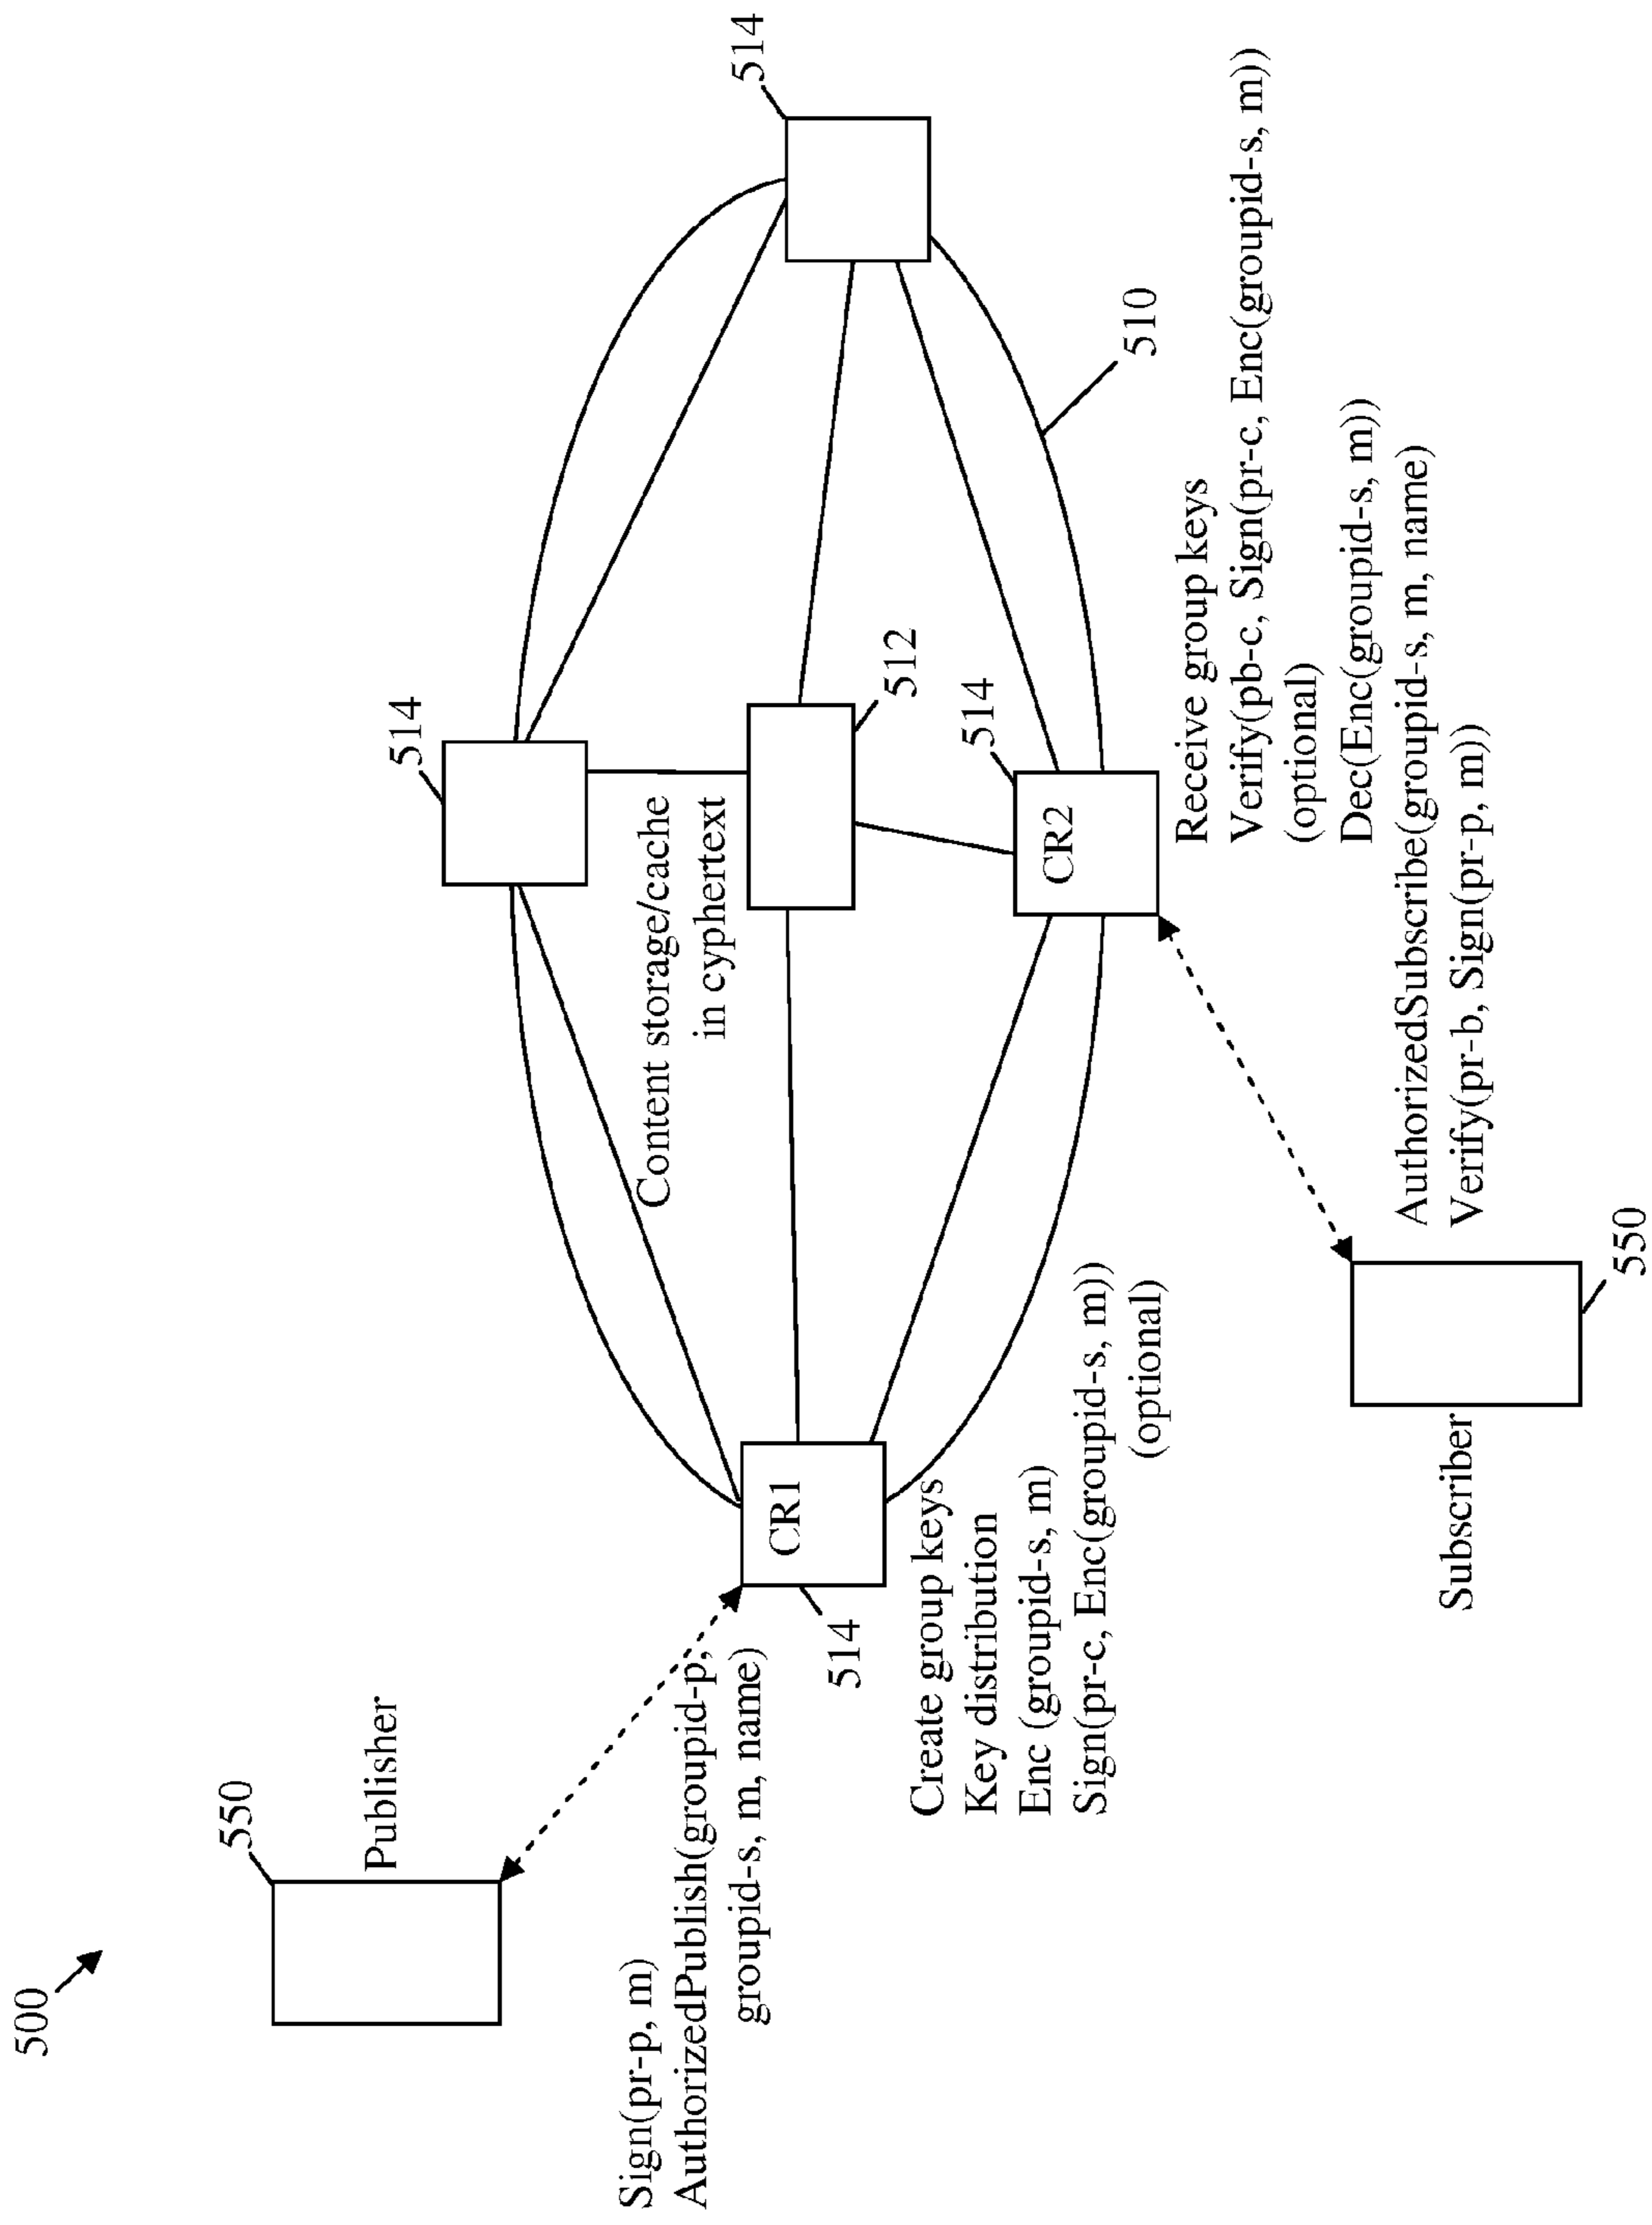 500
550
Publisher
Sign(pr-p, m)
AuthorizedPublish(groupid-p,
groupid-s, m, name)
514
CR1
Create group keys
Key distribution
Enc (groupid-s, m)
Sign(pr-c, Enc(groupid-s, m))
(optional)
514
Content storage/cache
in cyphertext
512
514
510
514
CR2
Receive group keys
Verify(pb-c, Sign(pr-c, Enc(groupid-s, m))
(optional)
Dec(Enc(groupid-s, m))
AuthorizedSubscribe(groupid-s, m, name)
Verify(pr-b, Sign(pr-p, m))
Subscriber
550